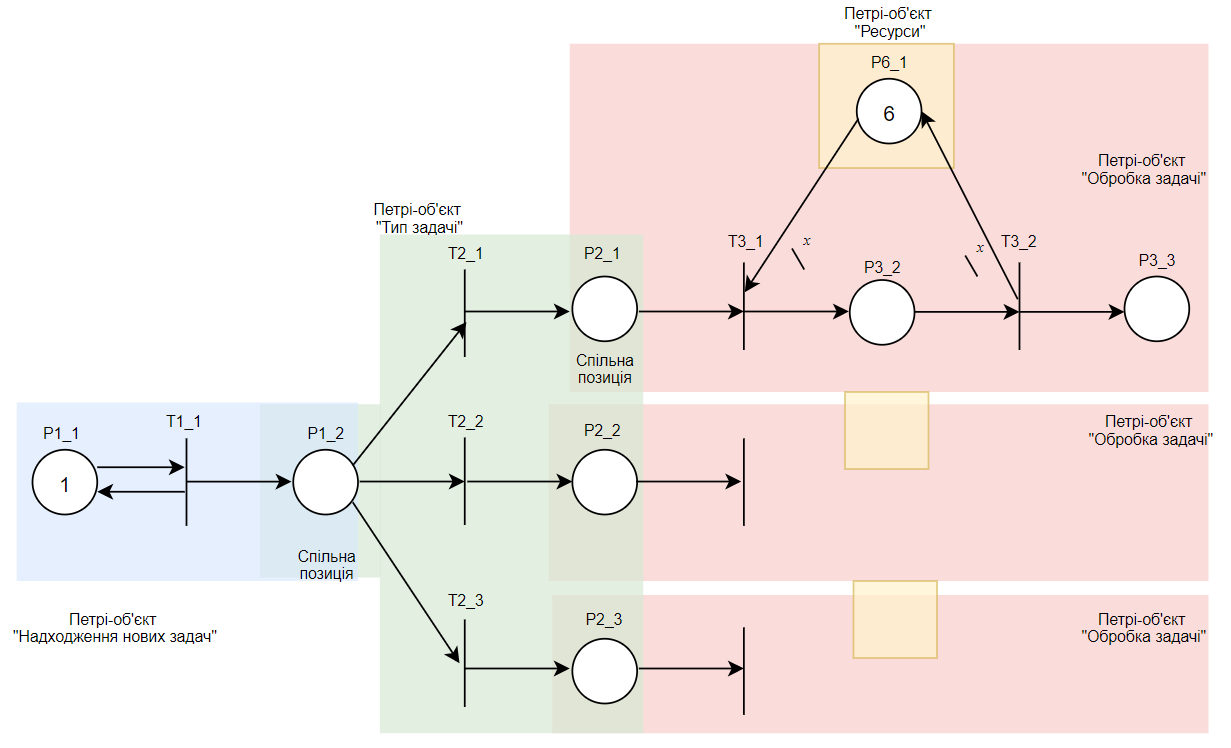 Петрі-об'єкт
"Ресурси"
P6_1
6
Петрі-об'єкт
"Обробка задачі"
Петрі-об'єкт
"Тип задачі"
T2_1
P2_1
T3_1
x
P3_2
x
T3_2
P3_3
Спільна
позиція
P1_1
T1_1
P1_2
T2_2
P2_2
Петрі-об'єкт
"Обробка задачі"
1
Спільна
позиція
T2_3
P2_3
Петрі-об'єкт
"Надходження нових задач"
Петрі-об'єкт
"Обробка задачі"